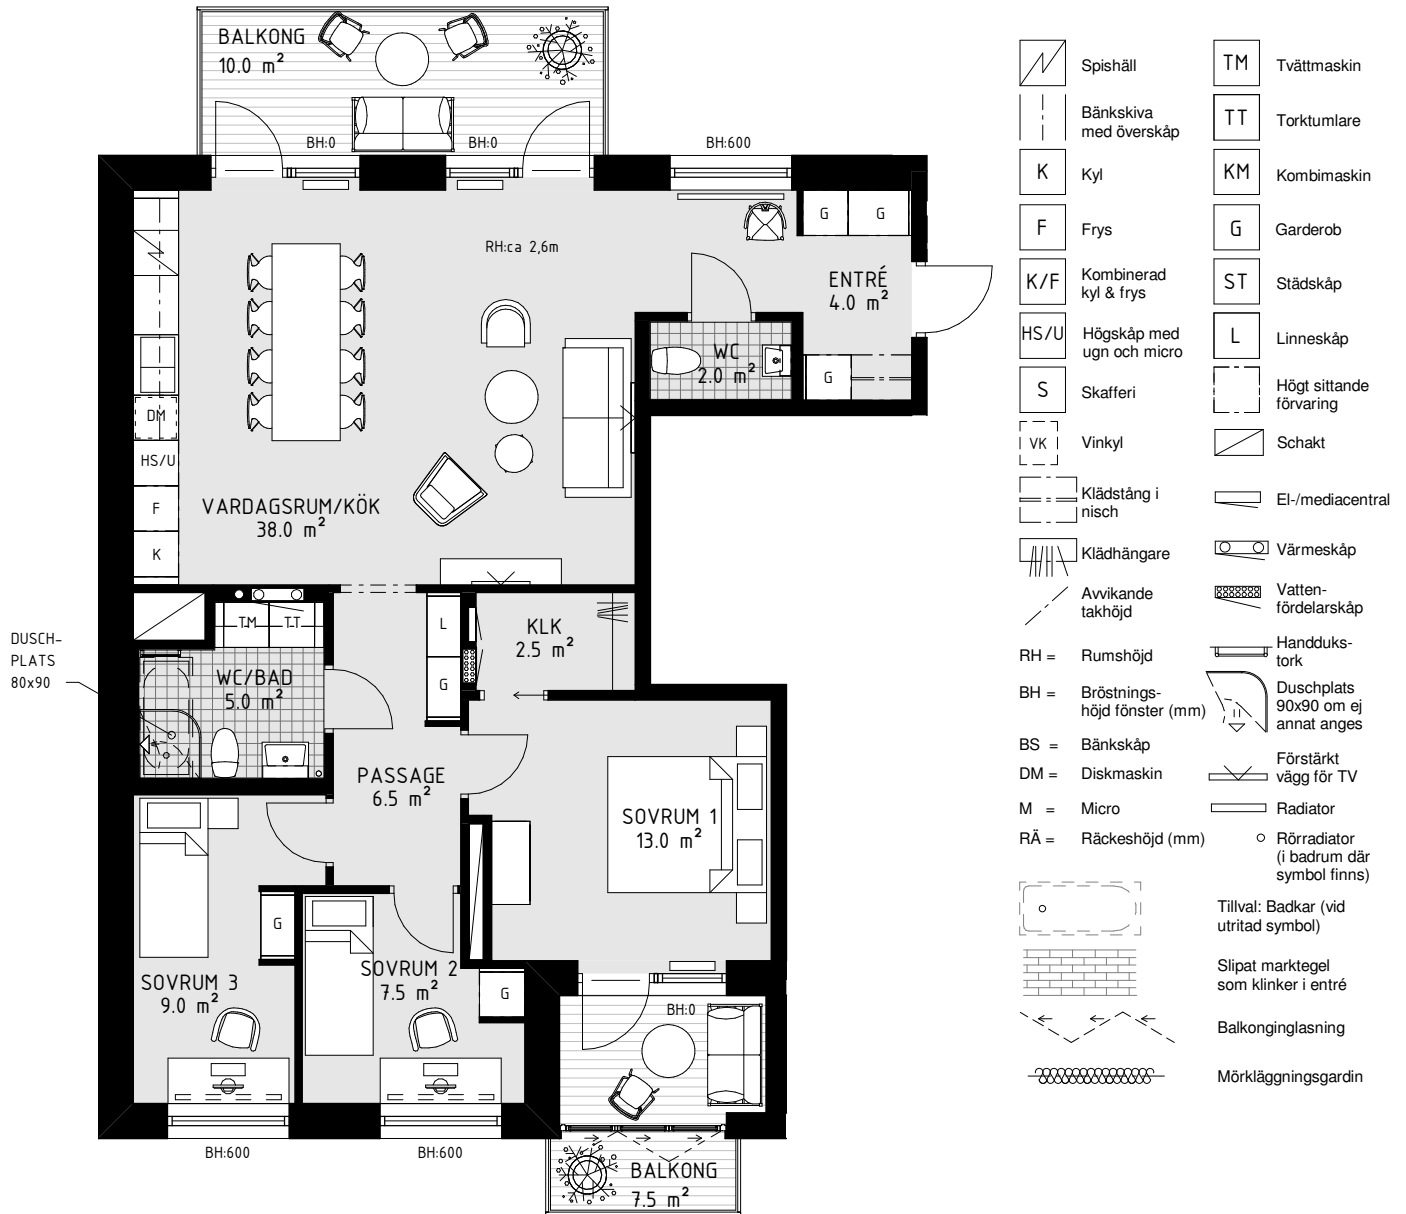 BALKONG
10.0 m²
BH:0
BH:0
BH:600
RH:ca 2,6m
G
G
ENTRÉ
4.0 m²
WC
2.0 m²
G
DM
HS/U
F
K
VARDAGSRUM/KÖK
38.0 m²
DUSCH-
PLATS
80x90
TM
TT
WC/BAD
5.0 m²
L
G
KLK
2.5 m²
PASSAGE
6.5 m²
SOVRUM 1
13.0 m²
G
SOVRUM 2
7.5 m²
G
SOVRUM 3
9.0 m²
BH:0
BH:600
BH:600
BALKONG
7.5 m²
Spishäll
Bänkskiva
med överskåp
K
Kyl
F
Frys
K/F
Kombinerad
kyl & frys
HS/U
Högskåp med
ugn och micro
S
Skafferi
VK
Vinkyl
Klädstång i
nisch
Klädhängare
Avvikande
takhöjd
RH =
Rumshöjd
BH =
Bröstnings-
höjd fönster (mm)
BS =
Bänkskåp
DM =
Diskmaskin
M =
Micro
RÄ =
Räckeshöjd (mm)
TM
Tvättmaskin
TT
Torktumlare
KM
Kombimaskin
G
Garderob
ST
Städskåp
L
Linneskåp
Högt sittande
förvaring
Schakt
El-/mediacentral
Värmeskåp
Vatten-
fördelarskåp
Handduks-
tork
Duschplats
90x90 om ej
annat anges
Förstärkt
vägg för TV
Radiator
Rörradiator
(i badrum där
symbol finns)
Tillval: Badkar (vid
utritad symbol)
Slipat marktegel
som klinker i entré
Balkonginglasning
Mörkläggningsgardin